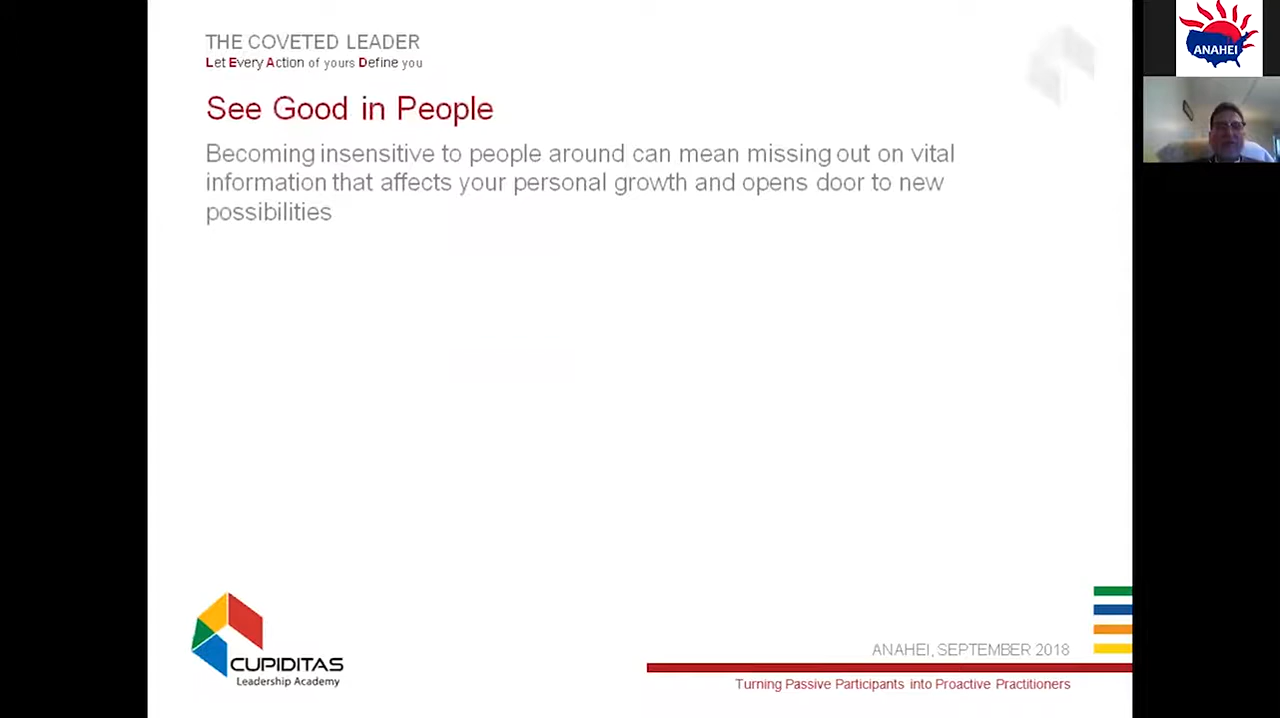 THE COVETED LEADER
Let Every Action of yours Define you
See Good in People
Becoming insensitive to people around can mean missing out on vital
information that affects your personal growth and opens door to new
possibilities
CUPIDITAS
Leadership Academy
ANAHEI, SEPTEMBER 2018
Turning Passive Participants into Proactive Practitioners
ANAHEI